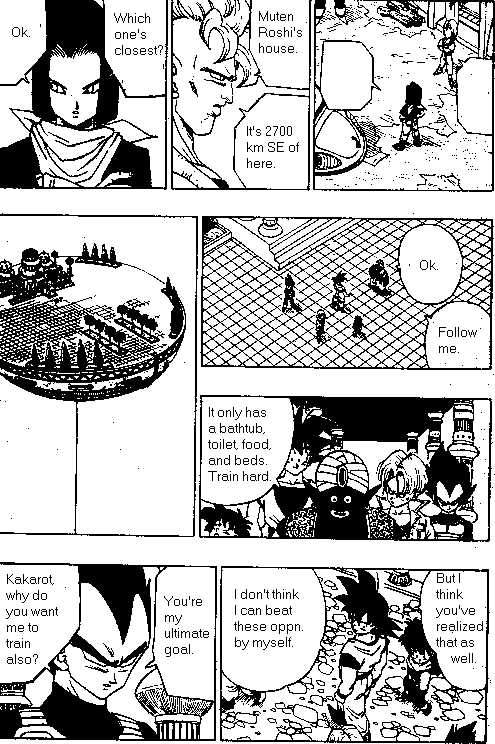 Ok.
Which
one's
closest?
Muten
Roshi's
house.
It's 2700
km SE of
here.
Ok.
Follow
me.
It only has
a bathtub,
toilet, food,
and beds.
Train hard.
Kakarot,
why do
you want
me to
train
also?
You're
my
ultimate
goal.
I don't think
I can beat
these oppn.
by myself.
But I
think
you've
realized
that as
well.